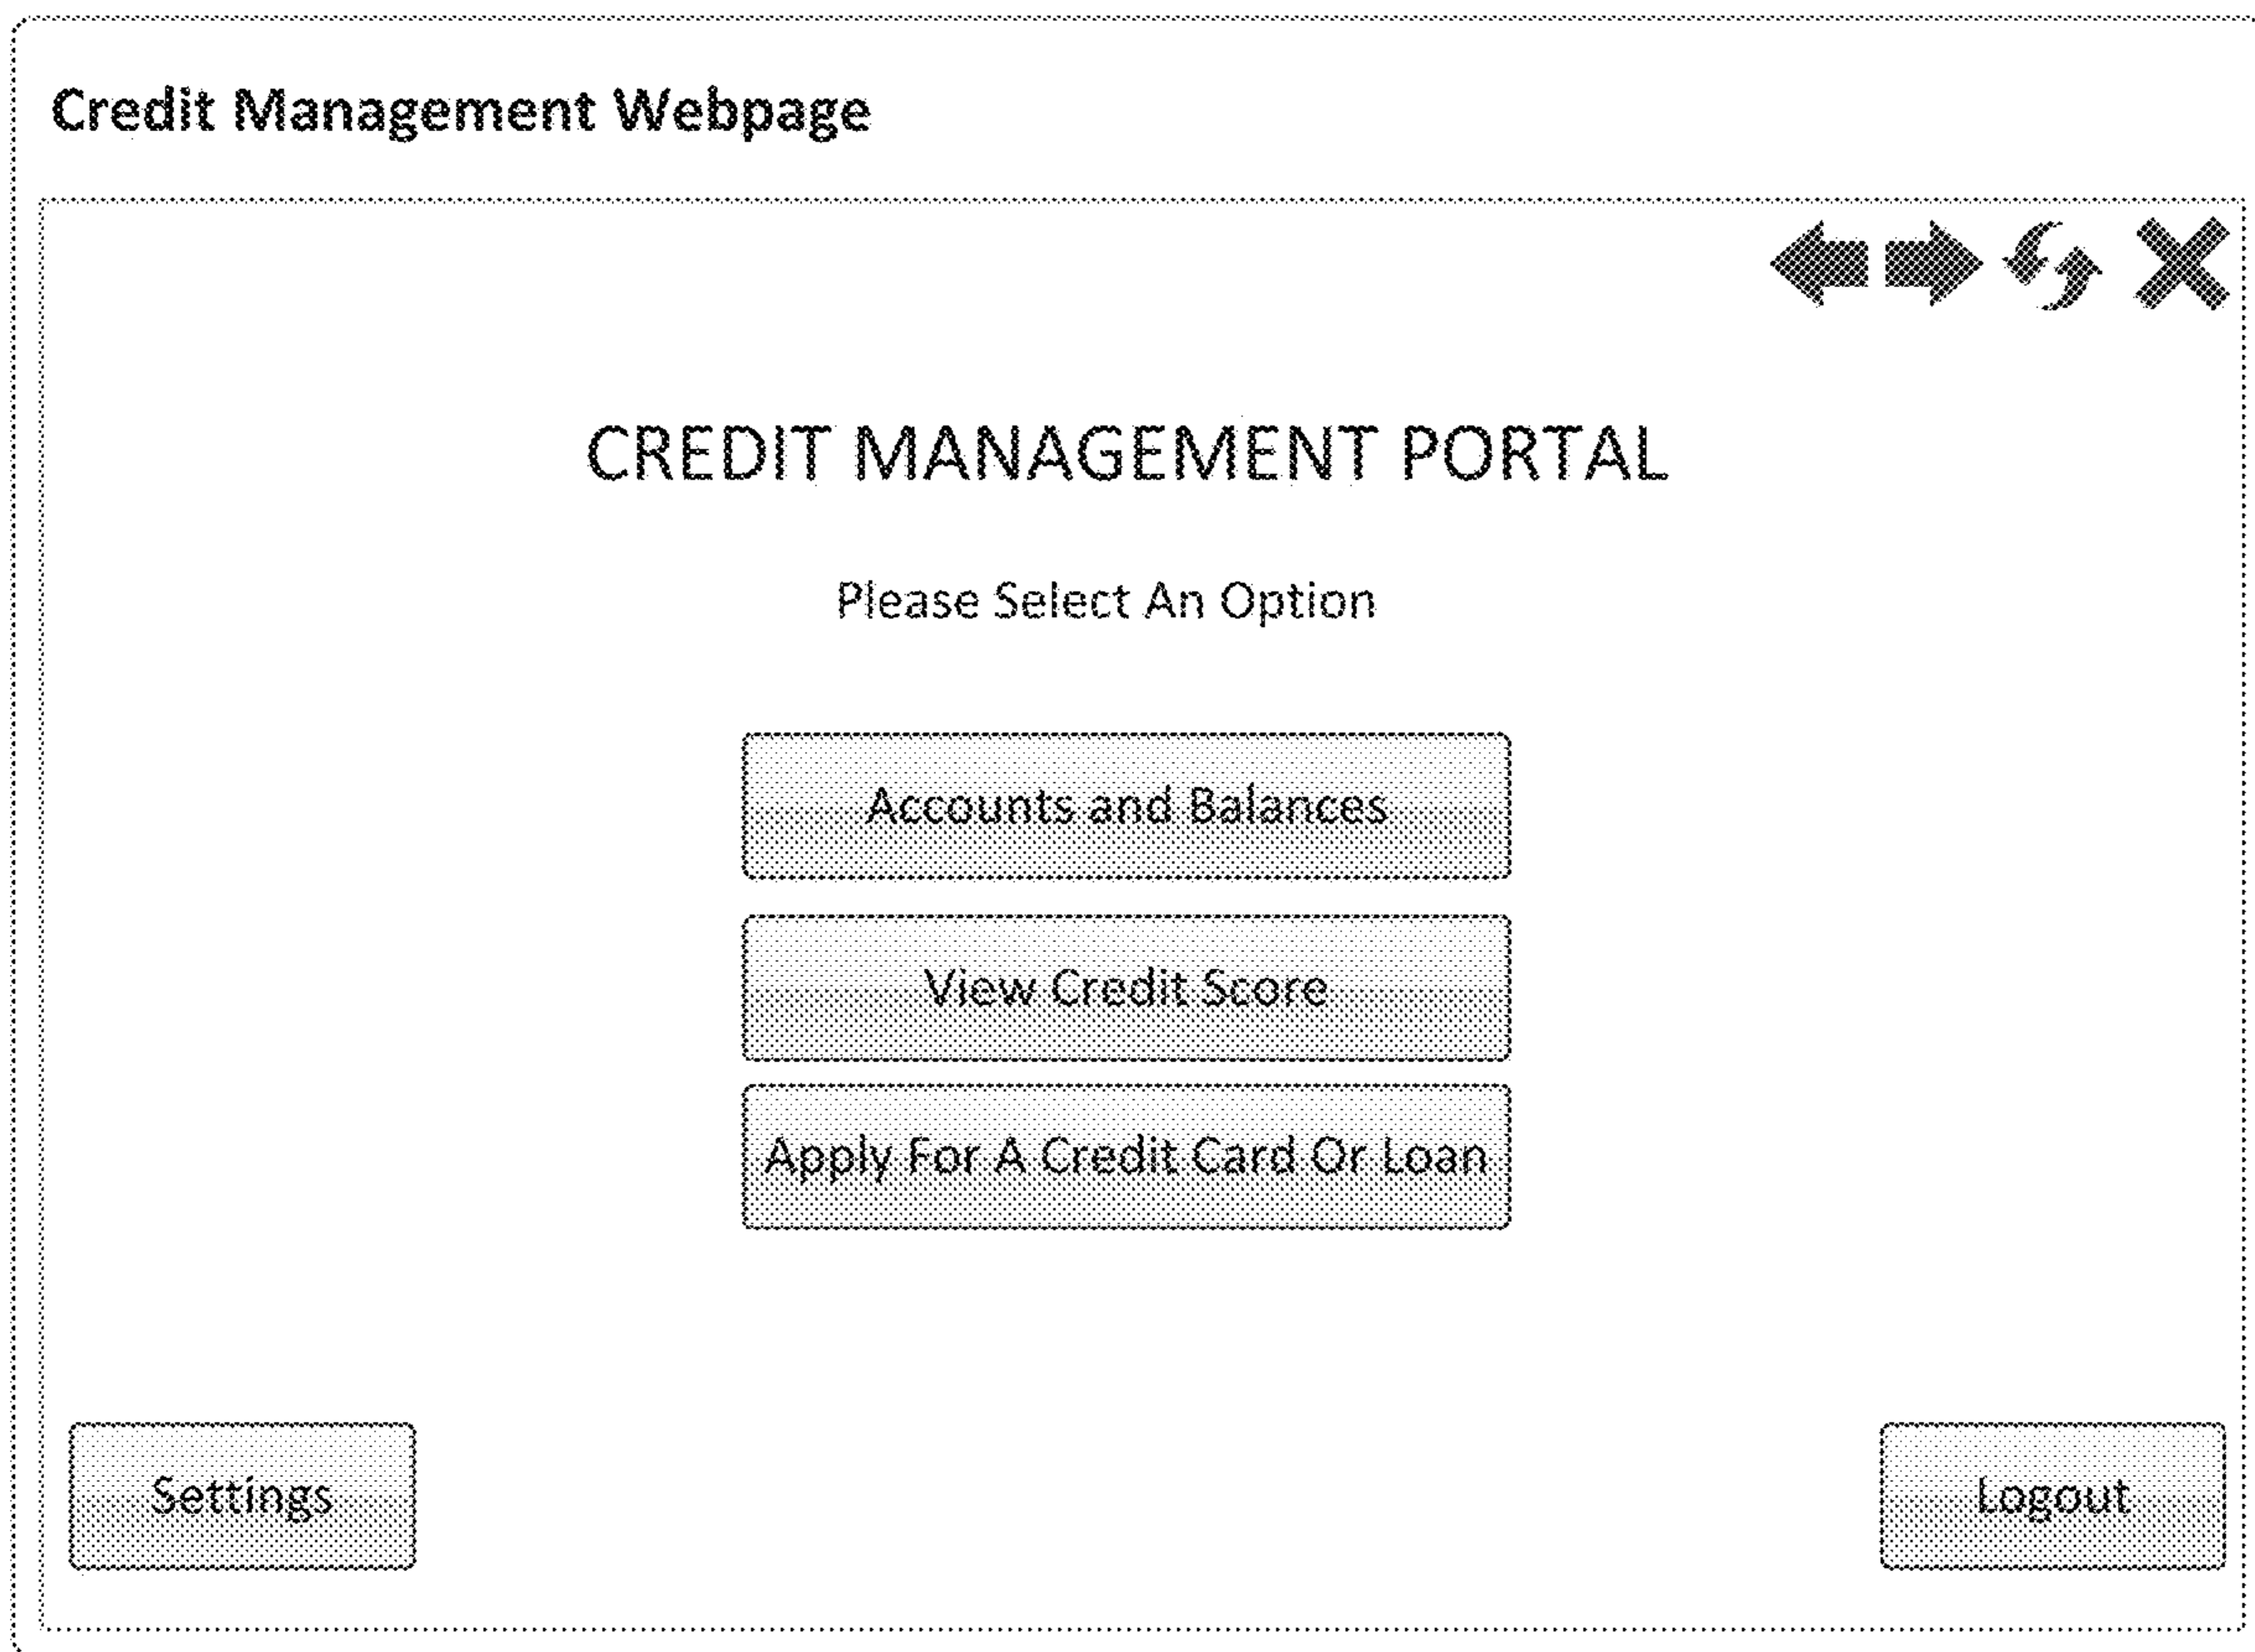 Credit Management Webpage
CREDIT MANAGEMENT PORTAL
Please Select An Option
Accounts and Balances
View Credit Score
Apply For A Credit Card Or Loan
Settings
Logout